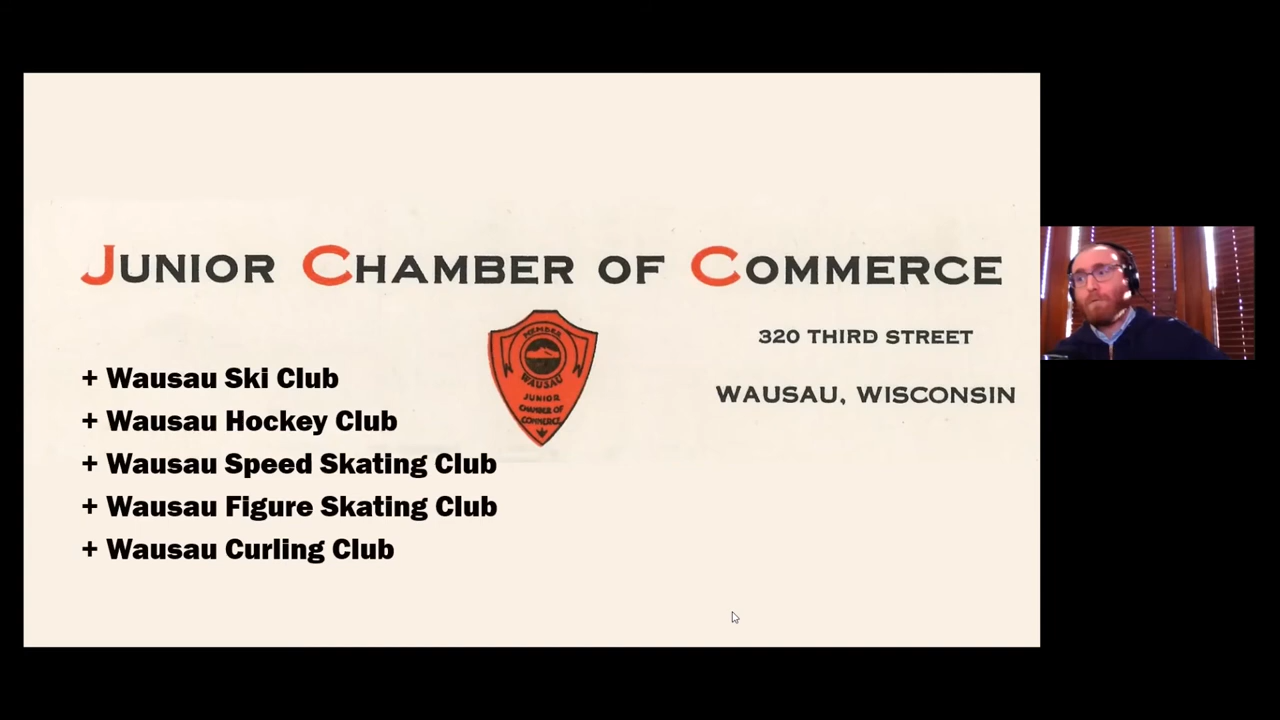 JUNIOR CHAMBER OF COMMERCE
MEMBER
WAUSAU
JUNIOR
CHAMBER OF
COMMERCE
320 THIRD STREET
WAUSAU, WISCONSIN
+ Wausau Ski Club
+ Wausau Hockey Club
+ Wausau Speed Skating Club
+ Wausau Figure Skating Club
+ Wausau Curling Club